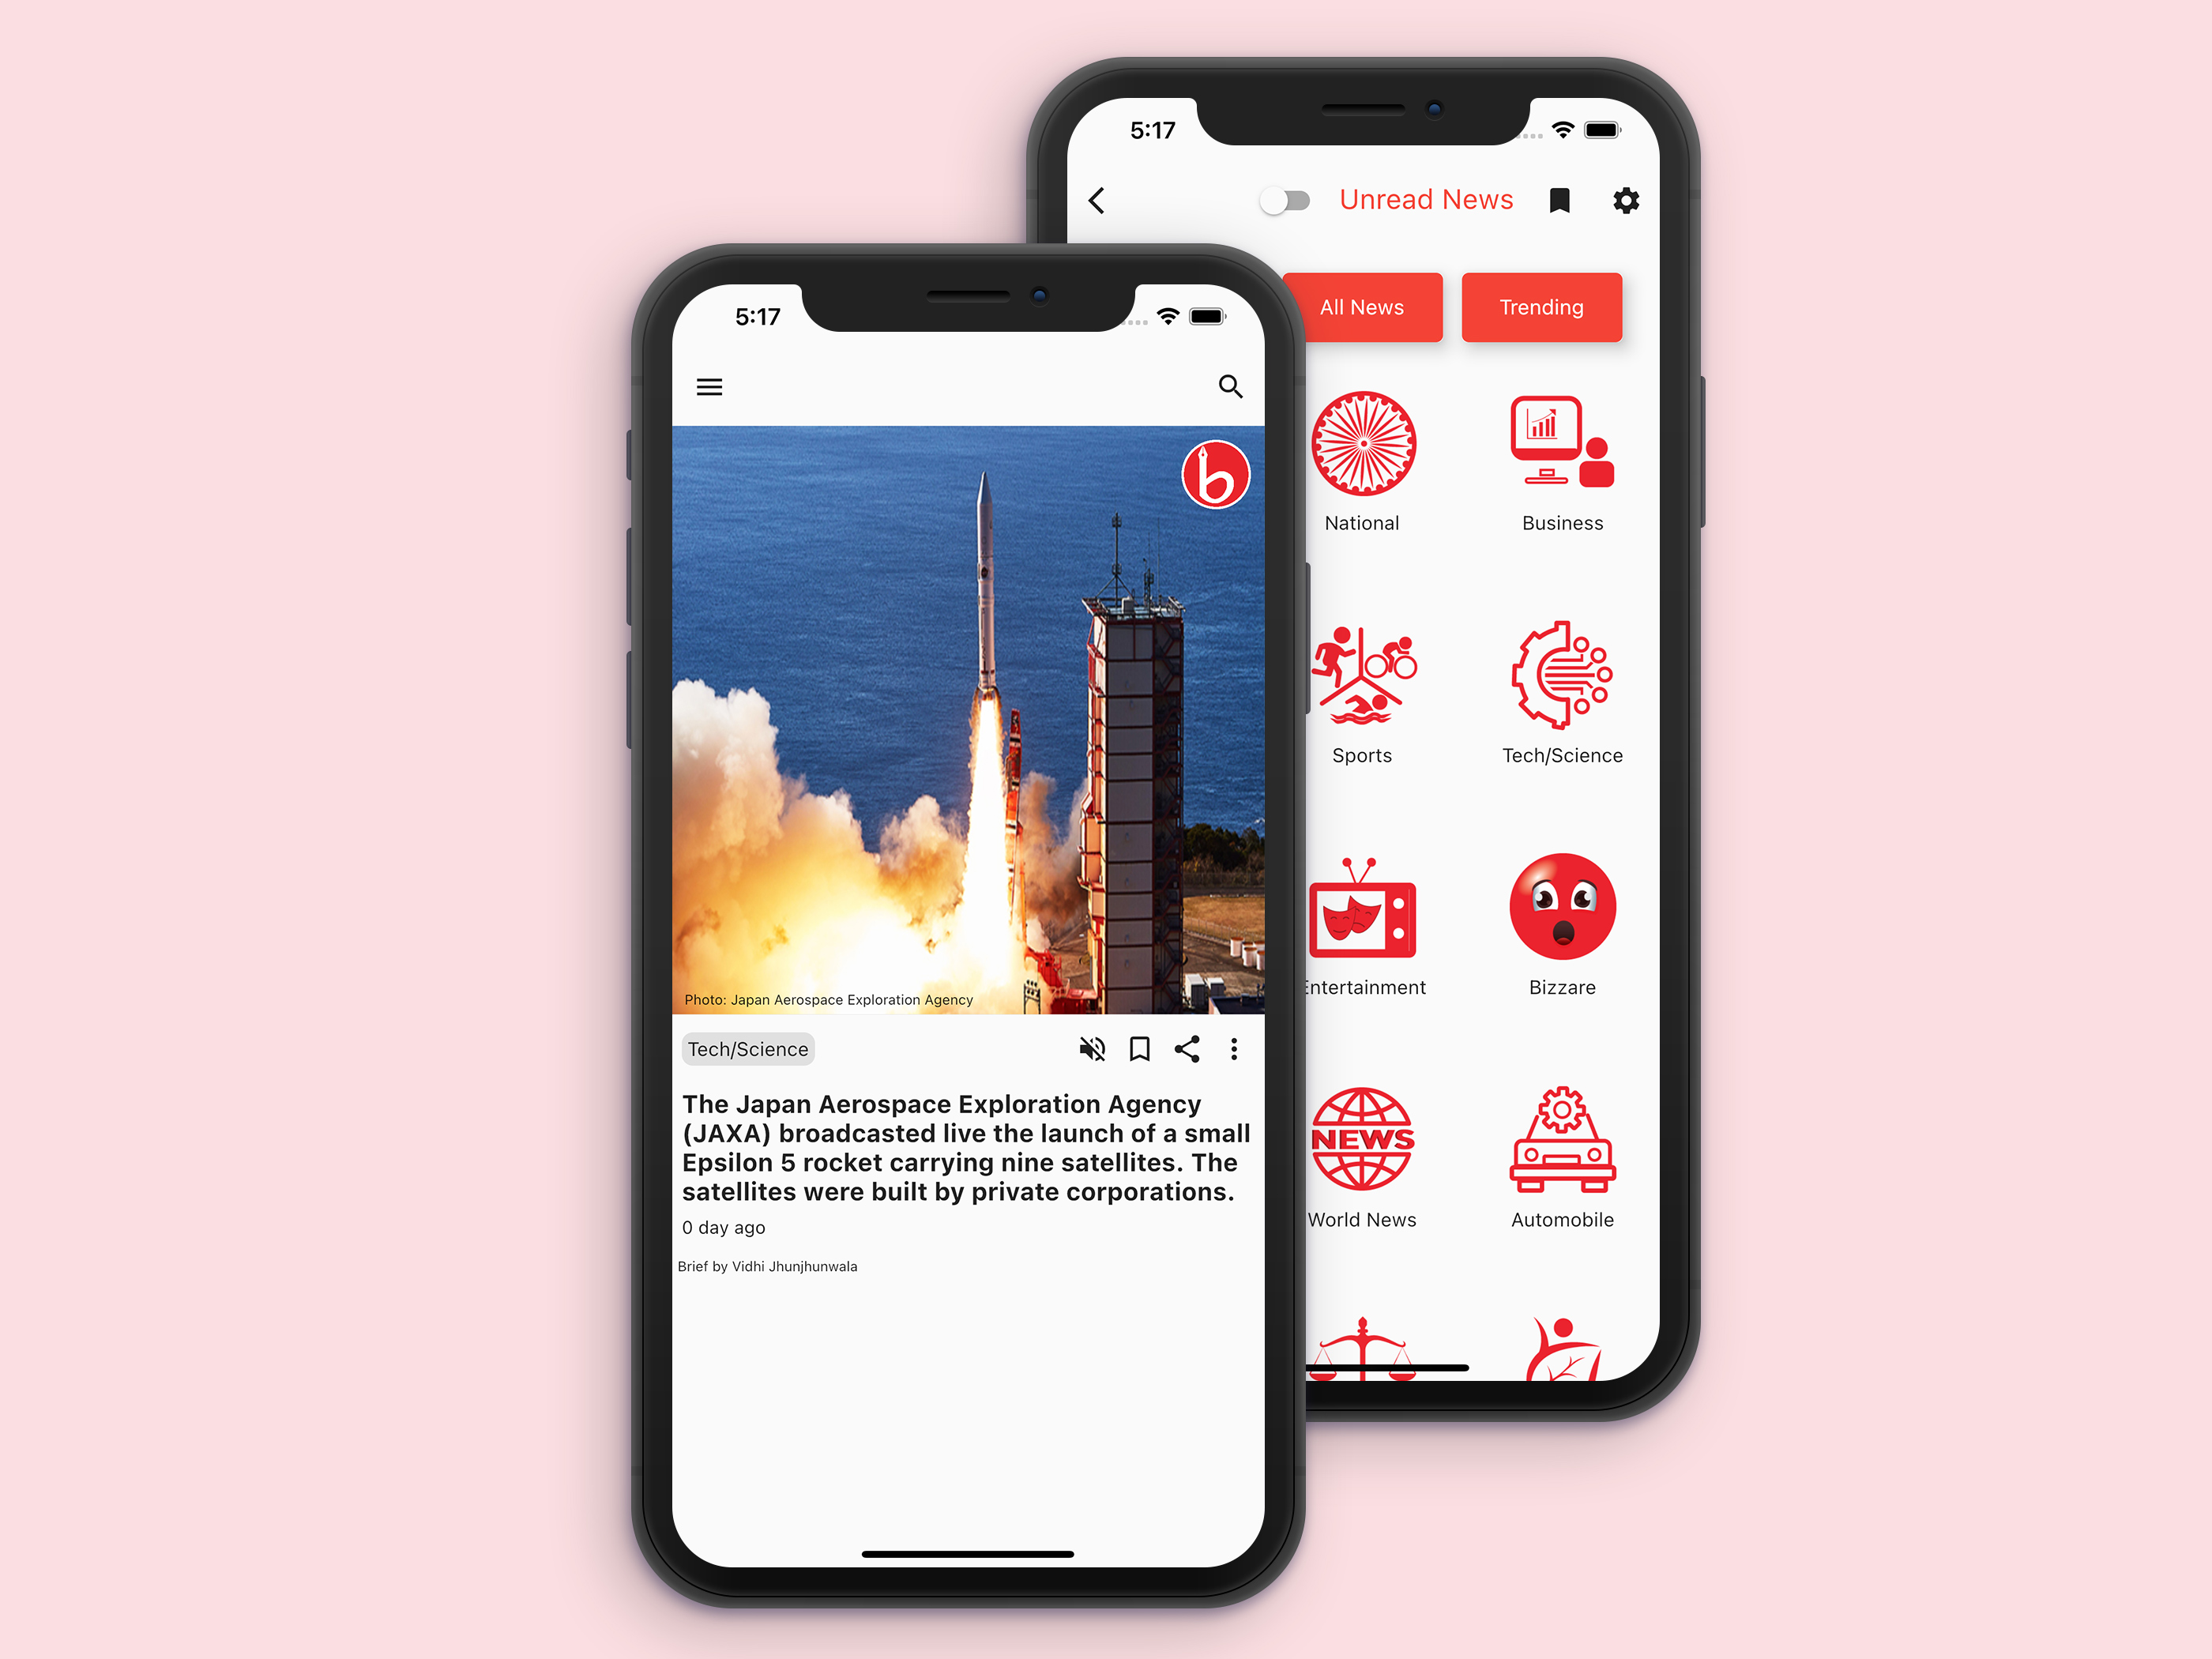 5:17
Unread News
All News
Trending
National
Business
Sports
Tech/Science
Entertainment
Bizzare
NEWS
World News
Automobile
5:17
b
Photo: Japan Aerospace Exploration Agency
Tech/Science
The Japan Aerospace Exploration Agency
(JAXA) broadcasted live the launch of a small
Epsilon 5 rocket carrying nine satellites. The
satellites were built by private corporations.
0 day ago
Brief by Vidhi Jhunjhunwala